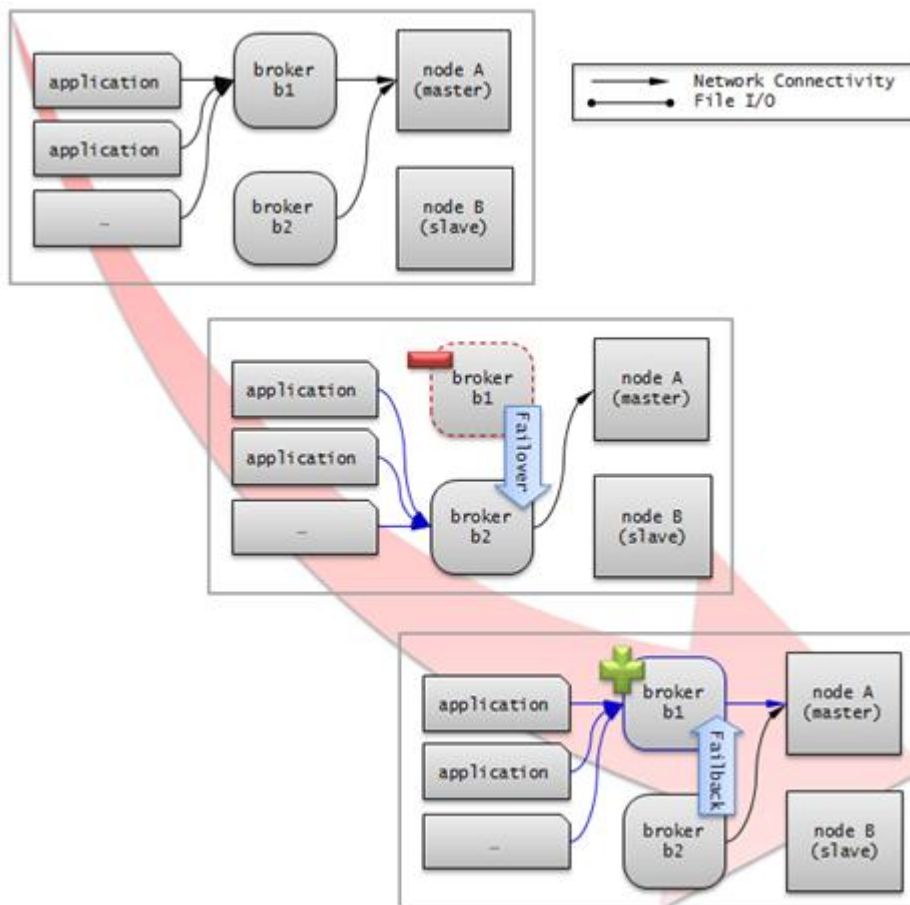 application
application
…
broker
b1
broker
b2
node A
(master)
node B
(slave)
Network Connectivity
File I/O
application
application
…
broker
b1
Failover
broker
b2
node A
(master)
node B
(slave)
application
application
…
broker
b1
Failback
broker
b2
node A
(master)
node B
(slave)